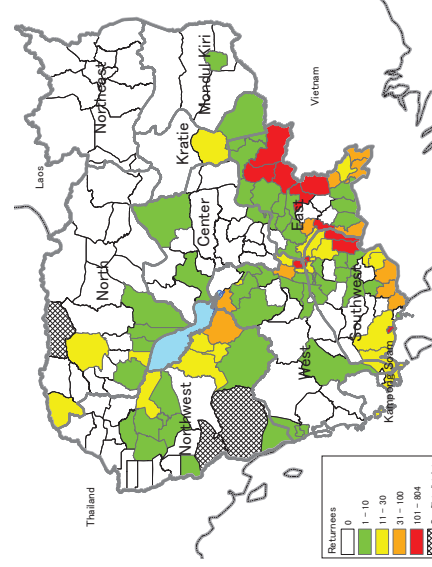 Laos
Northeast
Mondul Kiri
Kratie
Vietnam
North
Center
East
Thailand
Northwest
West
Southwest
Kampong Soam
Returnees
0
1 – 10
11 – 30
31 – 100
101 – 804